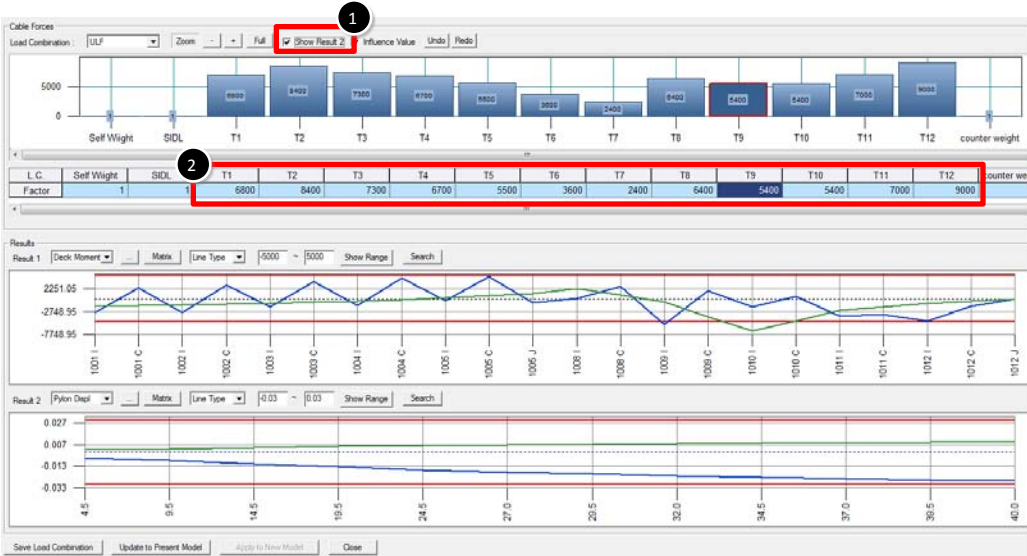 1
Cable Forces
Load Combination : ULF Zoom - + Full Show Result 2 Influence Value Undo Redo
5000
0
1 1 6800 8400 7300 6700 5500 3600 2400 6400 5400 5400 7000 9000 1
Self Wiight SIDL T1 T2 T3 T4 T5 T6 T7 T8 T9 T10 T11 T12 counter weight
2
L.C. Self Wiight SIDL T1 T2 T3 T4 T5 T6 T7 T8 T9 T10 T11 T12 counter we
Factor 1 1 6800 8400 7300 6700 5500 3600 2400 6400 5400 5400 7000 9000
Results
Result 1 Deck Moment ... Matrix Line Type -5000 ~ 5000 Show Range Search
2251.05
-2748.95
-7748.95
1001 I 1001 C 1002 I 1002 C 1003 I 1003 C 1004 I 1004 C 1005 I 1006 C 1006 J 1008 I 1008 C 1009 I 1009 C 1010 I 1010 C 1011 I 1011 C 1012 I 1012 C 1012 J
Result 2 Pylon Displ ... Matrix Line Type -0.03 ~ 0.03 Show Range Search
0.027
0.007
-0.013
-0.033
4.5 9.5 14.5 19.5 24.5 27.0 29.5 32.0 34.5 37.0 39.5 40.0
Save Load Combination Update to Present Model Apply to New Model Close